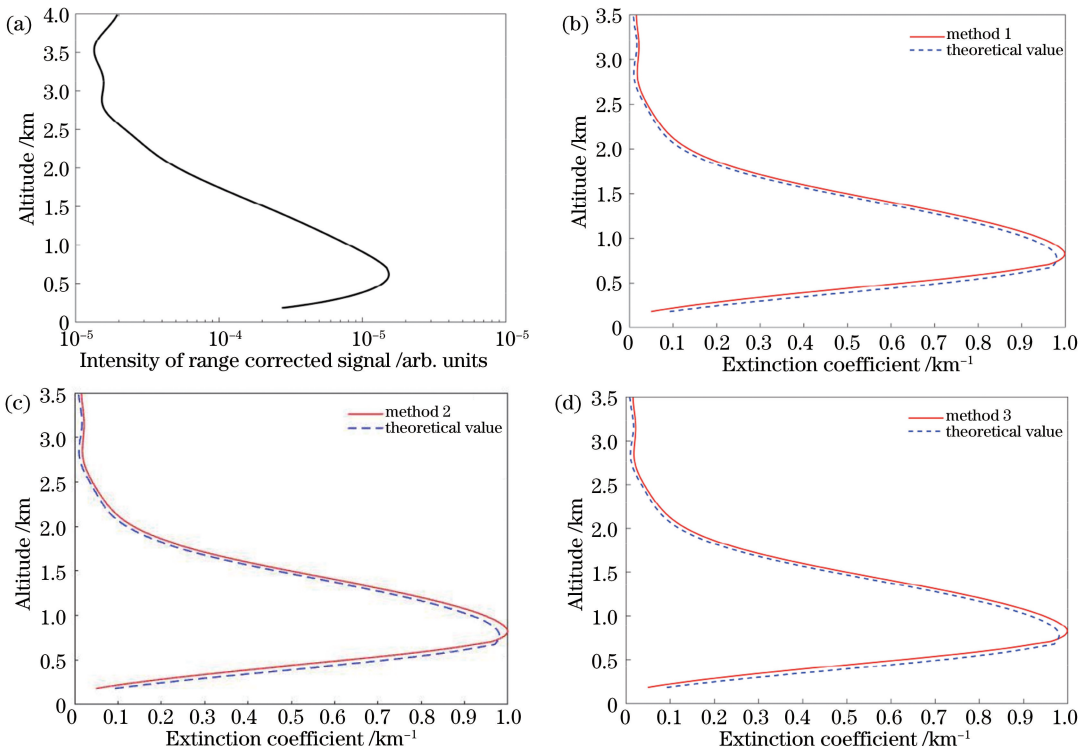 (a)
4.0
3.5
3.0
2.5
2.0
1.5
1.0
0.5
0
Altitude /km
10⁻⁵
10⁻⁴
10⁻⁵
10⁻⁵
Intensity of range corrected signal /arb. units
(b)
3.5
3.0
2.5
2.0
1.5
1.0
0.5
0
Altitude /km
method 1
theoretical value
0 0.1 0.2 0.3 0.4 0.5 0.6 0.7 0.8 0.9 1.0
Extinction coefficient /km⁻¹
(c)
3.5
3.0
2.5
2.0
1.5
1.0
0.5
0
Altitude /km
method 2
theoretical value
0 0.1 0.2 0.3 0.4 0.5 0.6 0.7 0.8 0.9 1.0
Extinction coefficient /km⁻¹
(d)
3.5
3.0
2.5
2.0
1.5
1.0
0.5
0
Altitude /km
method 3
theoretical value
0 0.1 0.2 0.3 0.4 0.5 0.6 0.7 0.8 0.9 1.0
Extinction coefficient /km⁻¹